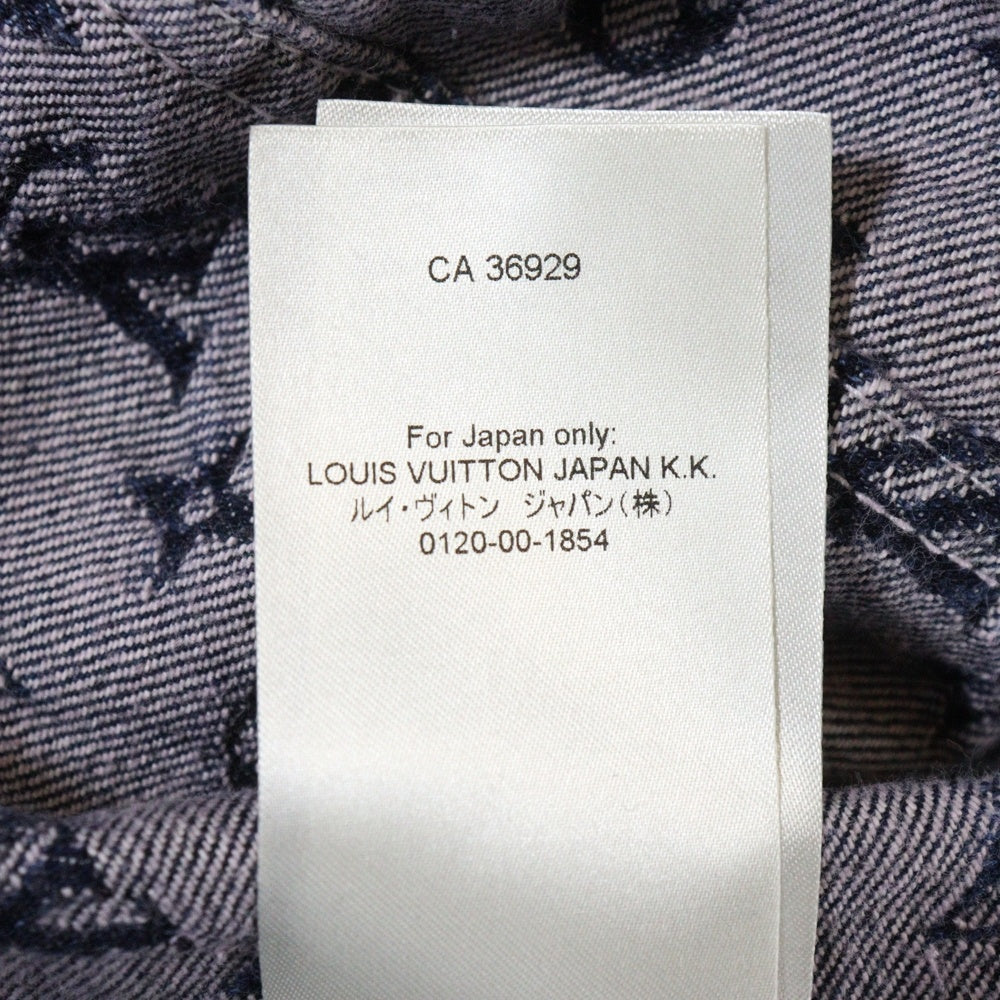 CA 36929
For Japan only:
LOUIS VUITTON JAPAN K.K.
ルイ・ヴィトン ジャパン(株)
0120-00-1854